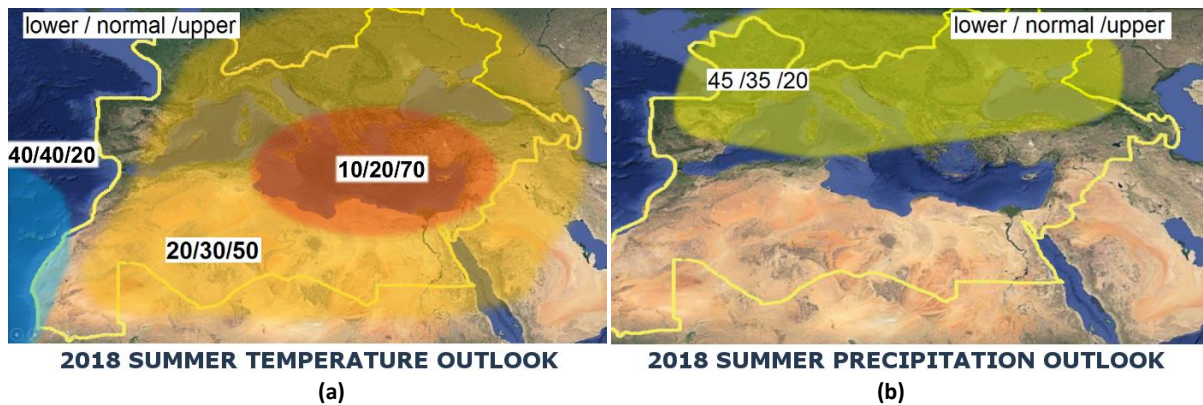 lower / normal /upper
40/40/20
10/20/70
20/30/50
2018 SUMMER TEMPERATURE OUTLOOK
(a)
lower / normal /upper
45 /35 /20
2018 SUMMER PRECIPITATION OUTLOOK
(b)